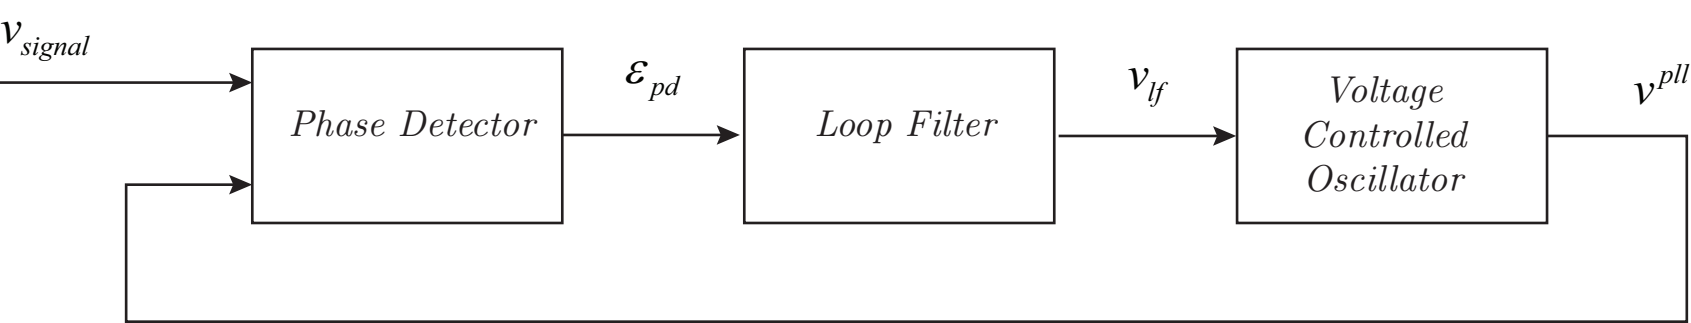 v_signal
Phase Detector
ε_pd
Loop Filter
v_lf
Voltage
Controlled
Oscillator
v^pll